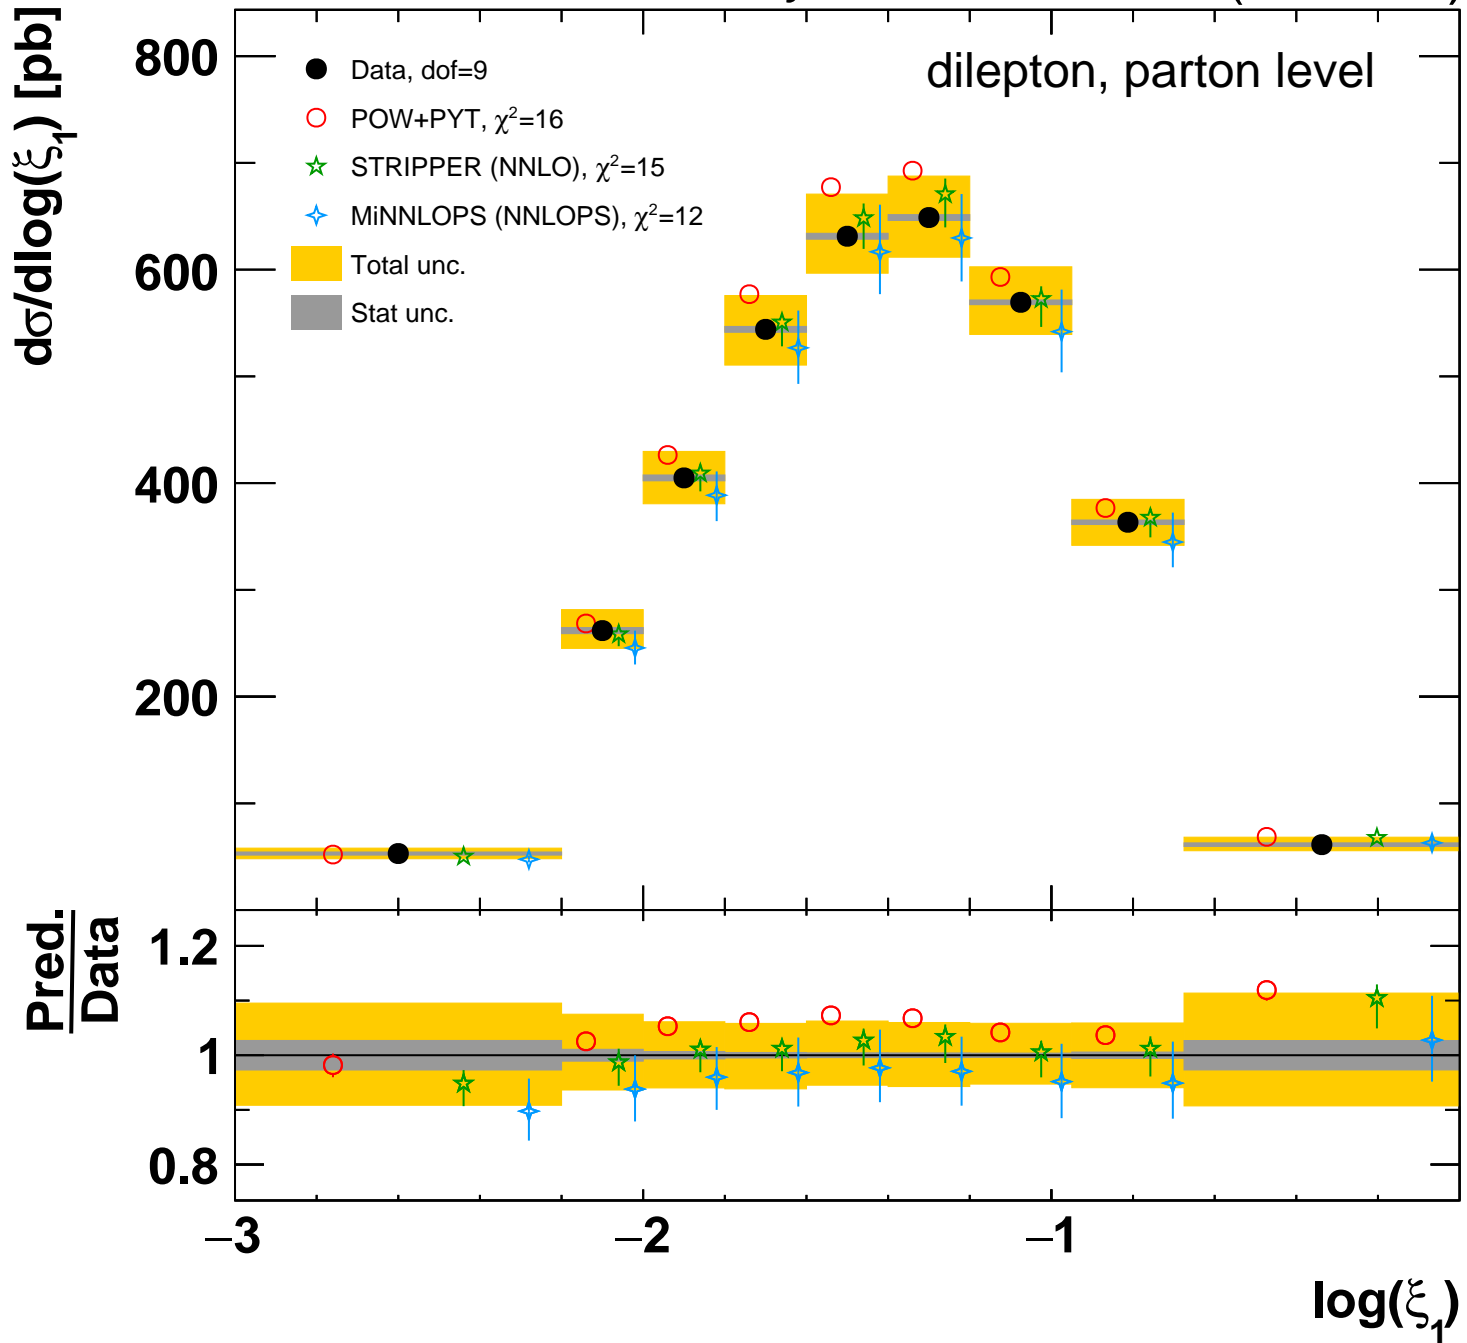 dσ/dlog(ξ₁) [pb]
800
600
400
200
dilepton, parton level
Data, dof=9
POW+PYT, χ²=16
STRIPPER (NNLO), χ²=15
MiNNLOPS (NNLOPS), χ²=12
Total unc.
Stat unc.
Pred.
Data
1.2
1
0.8
−3 −2 −1
log(ξ₁)